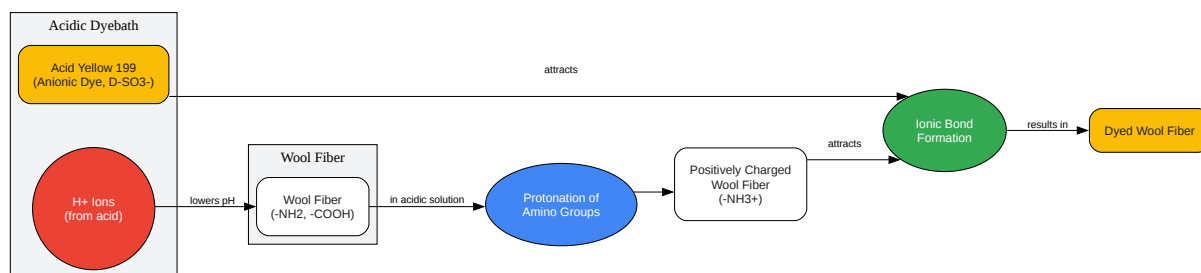 Acidic Dyebath
Acid Yellow 199
(Anionic Dye, D-SO3-)
attracts
H+ Ions
(from acid)
lowers pH
Wool Fiber
Wool Fiber
(-NH2, -COOH)
in acidic solution
Protonation of
Amino Groups
Positively Charged
Wool Fiber
(-NH3+)
attracts
Ionic Bond
Formation
results in
Dyed Wool Fiber